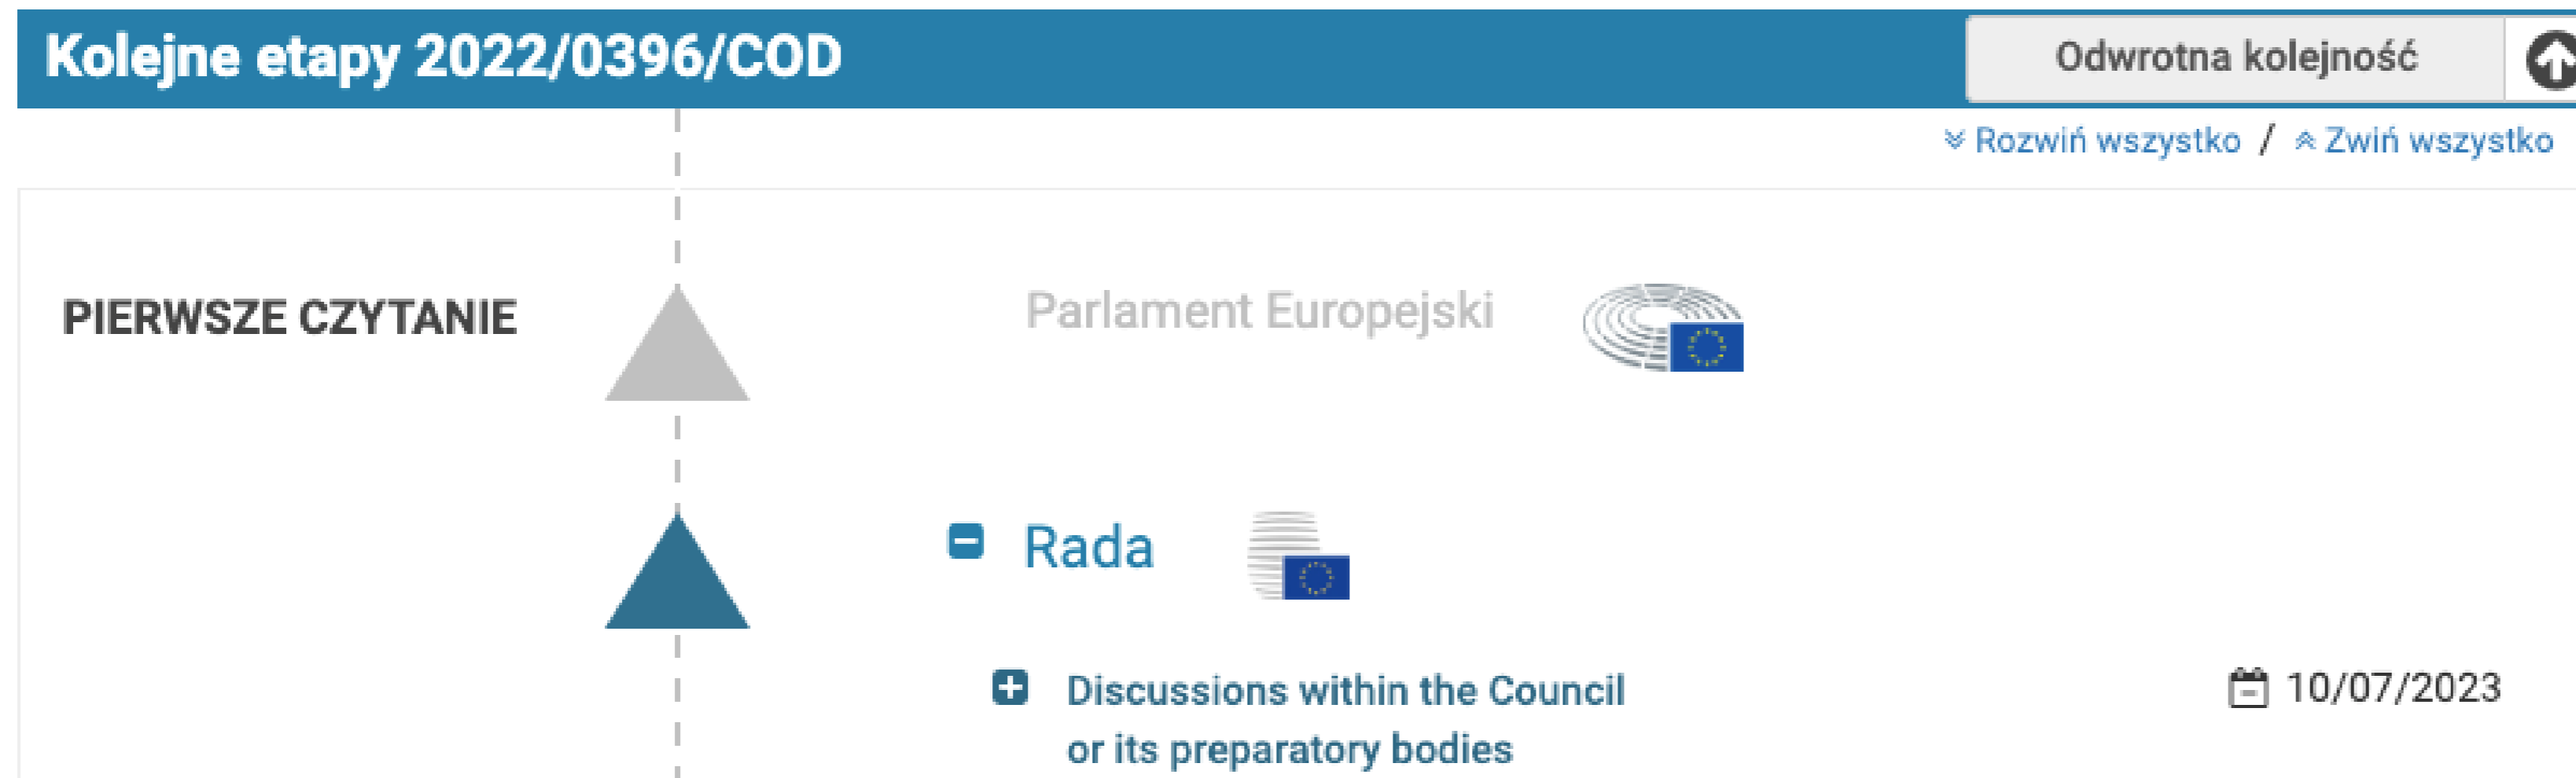 Kolejne etapy 2022/0396/COD
Odwrotna kolejność
Rozwiń wszystko / Zwiń wszystko
PIERWSZE CZYTANIE
Parlament Europejski
Rada
Discussions within the Council
or its preparatory bodies
10/07/2023